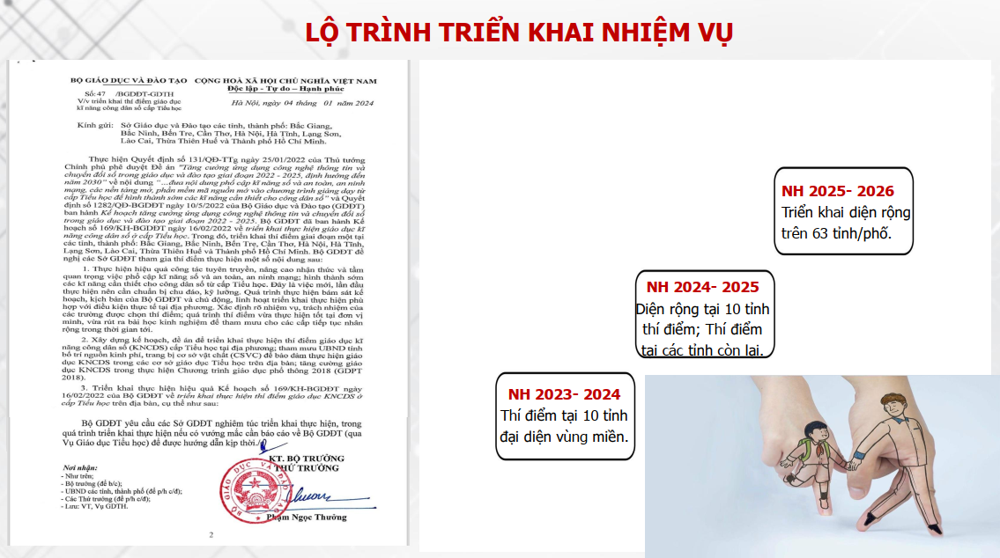 LỘ TRÌNH TRIỂN KHAI NHIỆM VỤ
BỘ GIÁO DỤC VÀ ĐÀO TẠO
CỘNG HOÀ XÃ HỘI CHỦ NGHĨA VIỆT NAM
Độc lập - Tự do – Hạnh phúc
Số: 47 /BGDĐT-GDTH
V/v triển khai thí điểm giáo dục
kĩ năng công dân số cấp Tiểu học
Hà Nội, ngày 04 tháng 01 năm 2024
Kính gửi: Sở Giáo dục và Đào tạo các tỉnh, thành phố: Bắc Giang,
Bắc Ninh, Bến Tre, Cần Thơ, Hà Nội, Hà Tĩnh, Lạng Sơn,
Lào Cai, Thừa Thiên Huế và Thành phố Hồ Chí Minh.
Thực hiện Quyết định số 131/QĐ-TTg ngày 25/01/2022 của Thủ tướng
Chính phủ phê duyệt Đề án "Tăng cường ứng dụng công nghệ thông tin và
chuyển đổi số trong giáo dục và đào tạo giai đoạn 2022 - 2025, định hướng đến
năm 2030" về nội dung "...đưa nội dung phổ cập kĩ năng số và an toàn, an ninh
mạng, các nền tảng mở, phần mềm mã nguồn mở vào chương trình giảng dạy từ
cấp Tiểu học để hình thành sớm các kĩ năng cần thiết cho công dân số" và Quyết
định số 1282/QĐ-BGDĐT ngày 10/5/2022 của Bộ Giáo dục và Đào tạo (GDĐT)
ban hành Kế hoạch tăng cường ứng dụng công nghệ thông tin và chuyển đổi số
trong giáo dục và đào tạo giai đoạn 2022 - 2025. Bộ GDĐT đã ban hành Kế
hoạch số 169/KH-BGDĐT ngày 16/02/2022 về triển khai thực hiện giáo dục kĩ
năng công dân số ở cấp Tiểu học. Trong đó, triển khai thí điểm giai đoạn một tại
các tỉnh, thành phố: Bắc Giang, Bắc Ninh, Bến Tre, Cần Thơ, Hà Nội, Hà Tĩnh,
Lạng Sơn, Lào Cai, Thừa Thiên Huế và Thành phố Hồ Chí Minh. Bộ GDĐT đề
nghị các Sở GDĐT tham gia thí điểm thực hiện một số nội dung sau:
1. Thực hiện hiệu quả công tác tuyên truyền, nâng cao nhận thức và tầm
quan trọng việc phổ cập kĩ năng số và an toàn, an ninh mạng; hình thành sớm
các kĩ năng cần thiết cho công dân số từ cấp Tiểu học. Đây là việc mới, lần đầu
thực hiện nên cần chuẩn bị chu đáo, kỹ lưỡng. Quá trình thực hiện bám sát kế
hoạch, kịch bản của Bộ GDĐT và chủ động, linh hoạt triển khai thực hiện phù
hợp với điều kiện thực tế tại địa phương. Xác định rõ nhiệm vụ, trách nhiệm của
các trường được chọn thí điểm; quá trình thí điểm vừa thực hiện tốt tại đơn vị
mình, vừa rút ra bài học kinh nghiệm để tham mưu cho các cấp tiếp tục nhân
rộng trong thời gian tới.
2. Xây dựng kế hoạch, đề án để triển khai thực hiện thí điểm giáo dục kĩ
năng công dân số (KNCDS) cấp Tiểu học tại địa phương; tham mưu UBND tỉnh
bố trí nguồn kinh phí, trang bị cơ sở vật chất (CSVC) để bảo đảm thực hiện giáo
dục KNCDS trong các cơ sở giáo dục Tiểu học trên địa bàn; tăng cường giáo
dục KNCDS trong thực hiện Chương trình giáo dục phổ thông 2018 (GDPT
2018).
3. Triển khai thực hiện hiệu quả Kế hoạch số 169/KH-BGDĐT ngày
16/02/2022 của Bộ GDĐT về triển khai thực hiện thí điểm giáo dục KNCDS ở
cấp Tiểu học trên địa bàn, cụ thể như sau:
Bộ GDĐT yêu cầu các Sở GDĐT nghiêm túc triển khai thực hiện, trong
quá trình triển khai thực hiện nếu có vướng mắc cần báo cáo về Bộ GDĐT (qua
Vụ Giáo dục Tiểu học) để được hướng dẫn kịp thời./.
Nơi nhận:
- Như trên;
- Bộ trưởng (để b/c);
- UBND các tỉnh, thành phố (để p/h c/đ);
- Các Thứ trưởng (để p/h c/đ);
- Lưu: VT, Vụ GDTH.
KT. BỘ TRƯỞNG
THỨ TRƯỞNG
Phạm Ngọc Thưởng
2
NH 2025- 2026
Triển khai diện rộng
trên 63 tỉnh/phố.
NH 2024- 2025
Diện rộng tại 10 tỉnh
thí điểm; Thí điểm
tại các tỉnh còn lại.
NH 2023- 2024
Thí điểm tại 10 tỉnh
đại diện vùng miền.